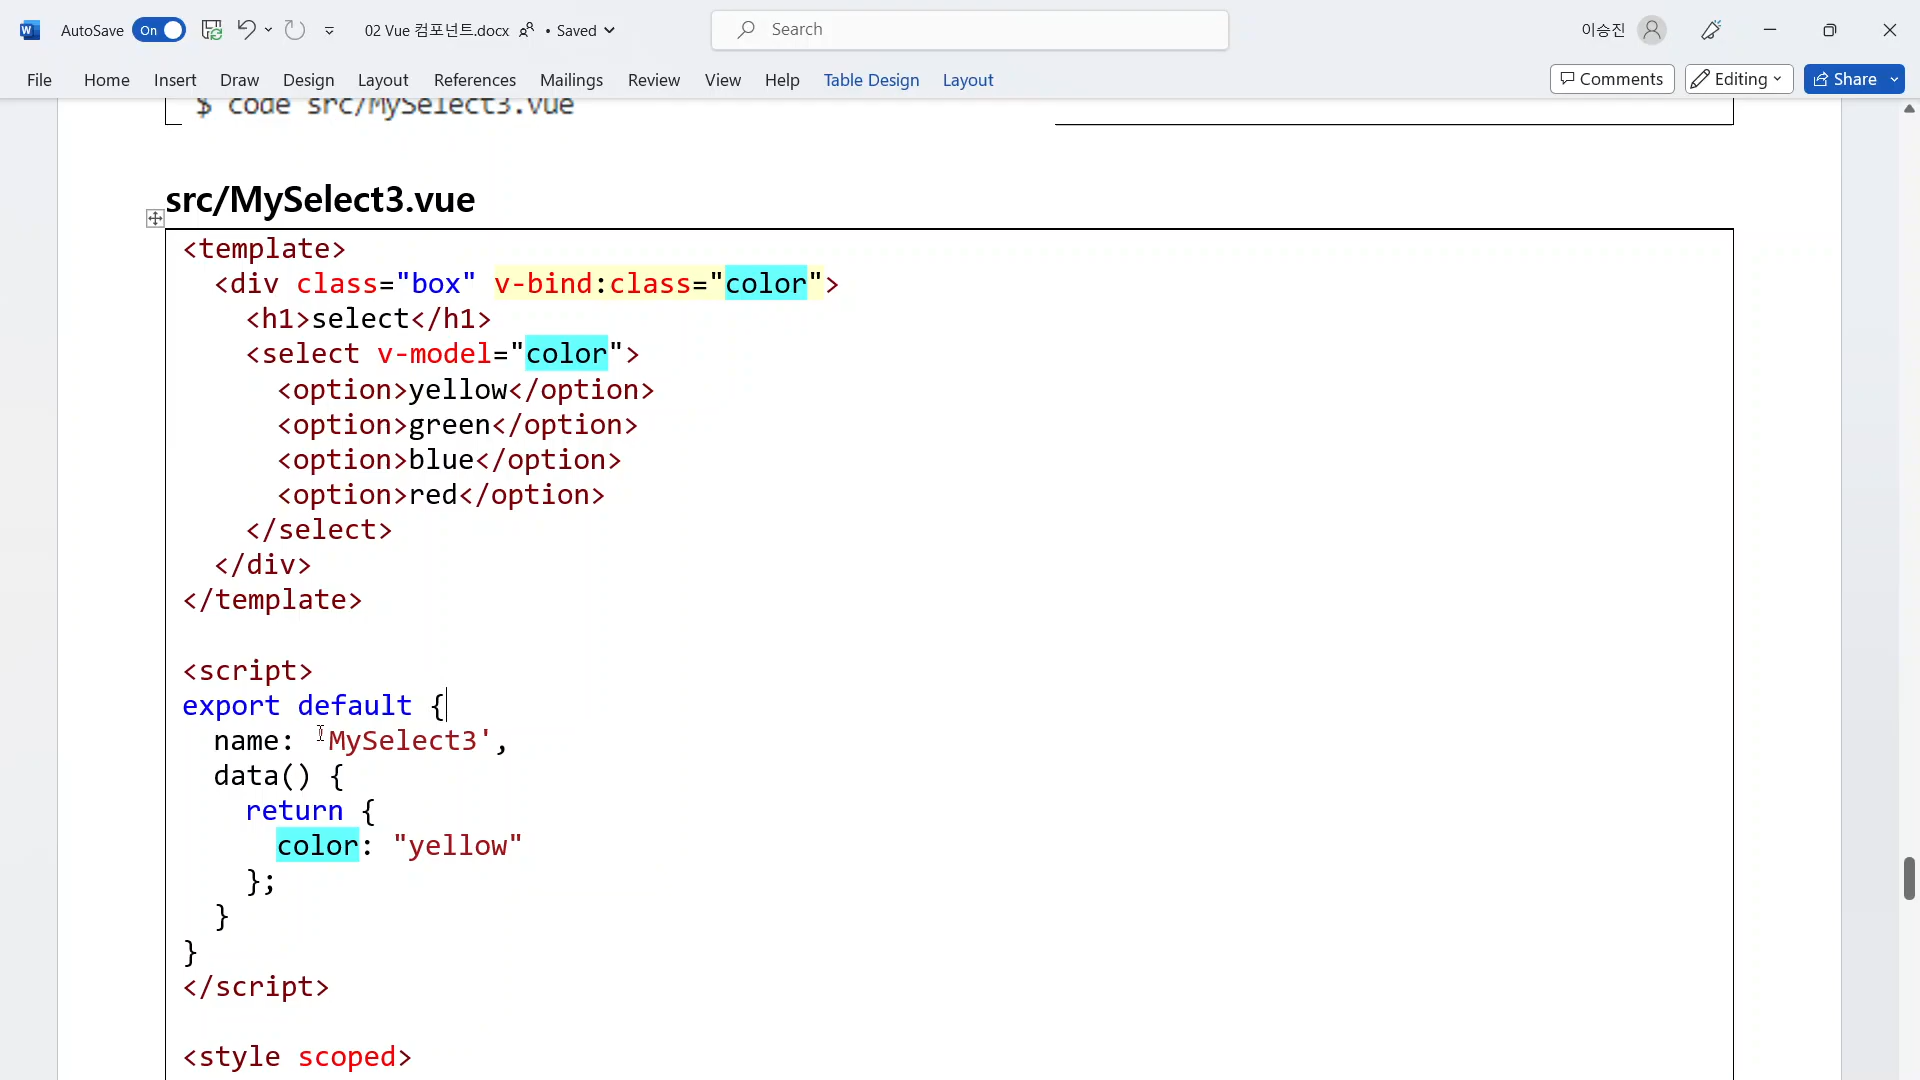 AutoSave On 02 Vue 컴포넌트.docx • Saved Search 이승진
File Home Insert Draw Design Layout References Mailings Review View Help Table Design Layout Comments Editing Share
$ code src/MySelect3.vue
src/MySelect3.vue
<template>
  <div class="box" v-bind:class="color">
    <h1>select</h1>
    <select v-model="color">
      <option>yellow</option>
      <option>green</option>
      <option>blue</option>
      <option>red</option>
    </select>
  </div>
</template>
<script>
export default {
  name: 'MySelect3',
  data() {
    return {
      color: "yellow"
    };
  }
}
</script>
<style scoped>